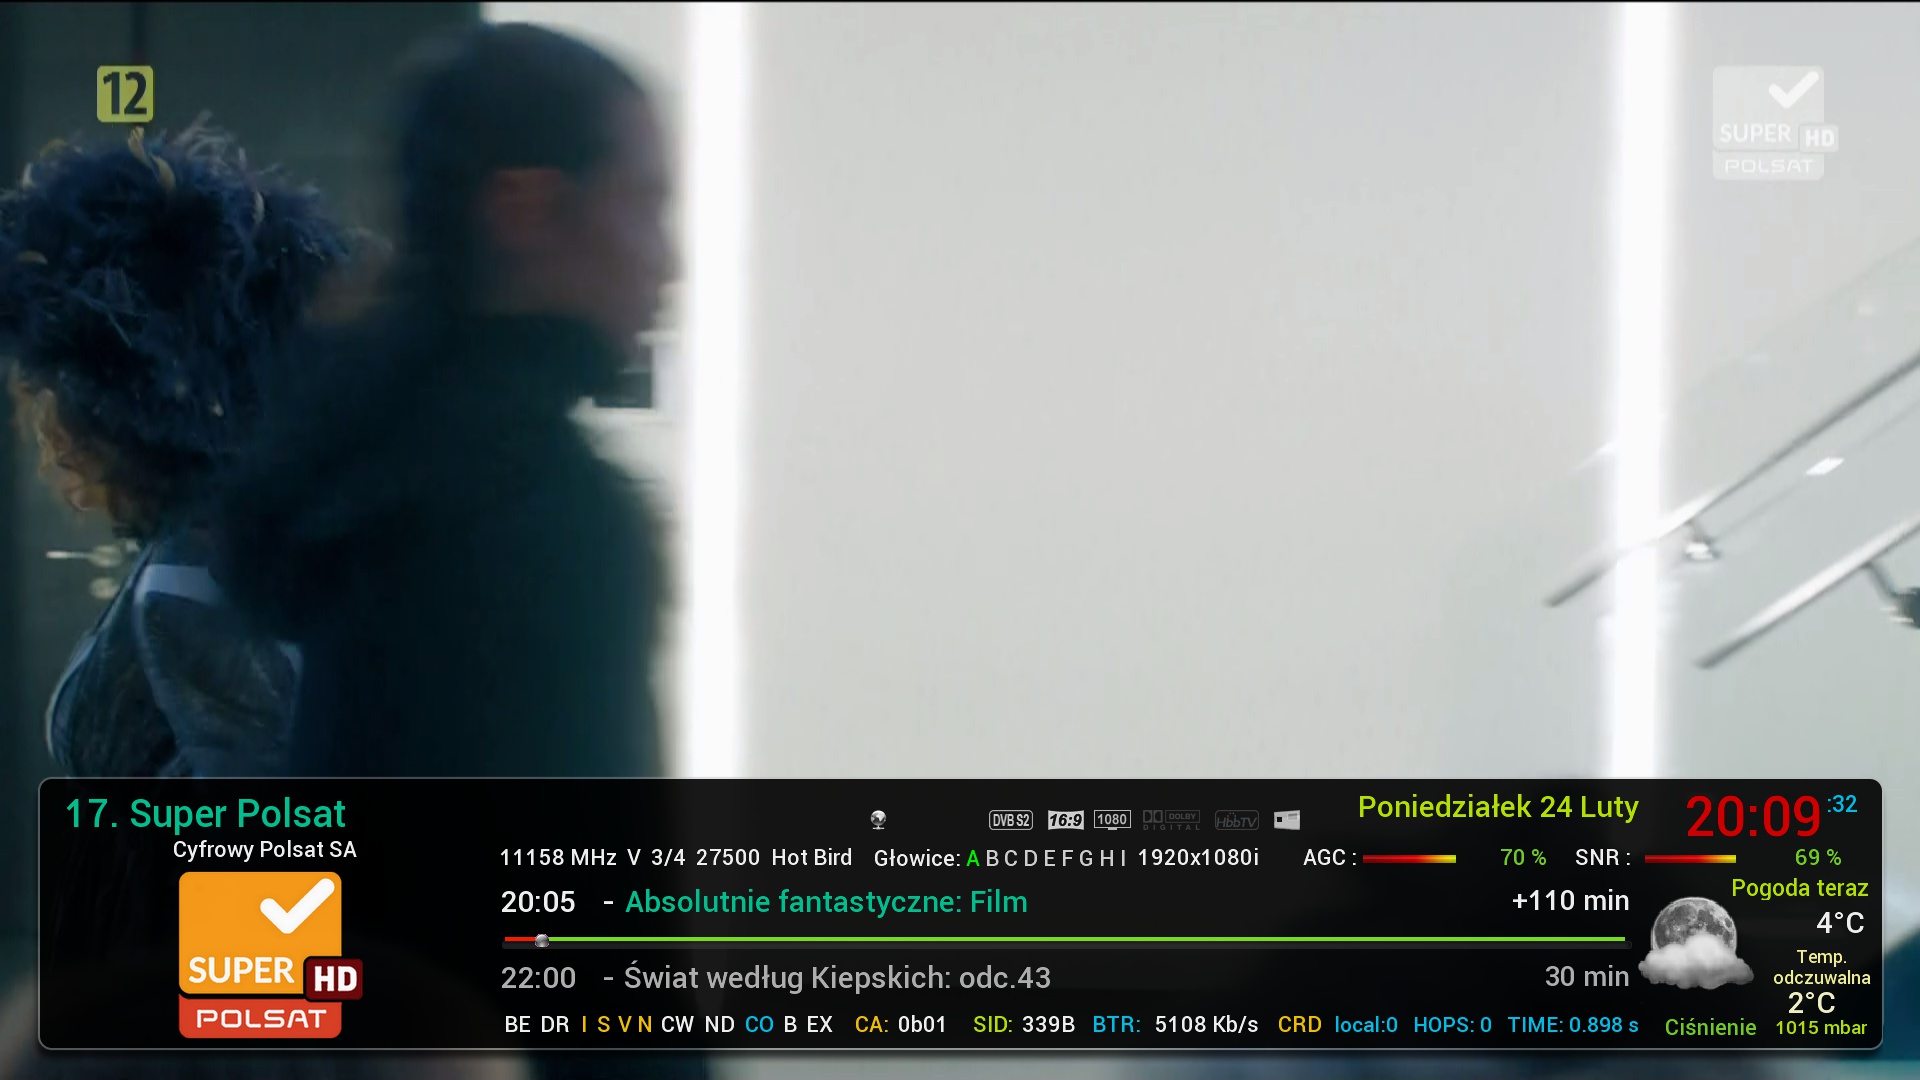 12
SUPER HD
POLSAT
17. Super Polsat
Cyfrowy Polsat SA
SUPER HD
POLSAT
DVB S2 16:9 1080 DOLBY DIGITAL HbbTV
Poniedziałek 24 Luty 20:09 :32
11158 MHz V 3/4 27500 Hot Bird Głowice: A B C D E F G H I 1920x1080i AGC : 70 % SNR : 69 %
20:05 - Absolutnie fantastyczne: Film +110 min
22:00 - Świat według Kiepskich: odc.43 30 min
BE DR I S V N CW ND CO B EX CA: 0b01 SID: 339B BTR: 5108 Kb/s CRD local:0 HOPS: 0 TIME: 0.898 s
Pogoda teraz
4°C
Temp.
odczuwalna
2°C
Ciśnienie 1015 mbar